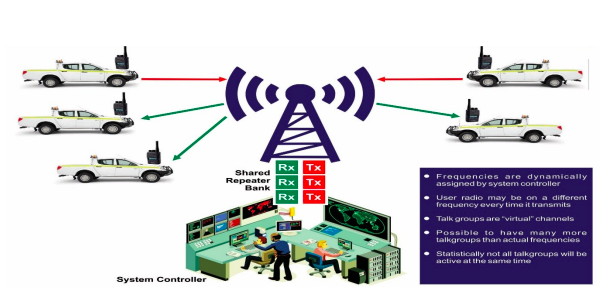 Shared
Repeater
Bank
Rx Tx
Rx Tx
Rx Tx
System Controller
Frequencies are dynamically
assigned by system controller
User radio may be on a different
frequency every time it transmits
Talk groups are "virtual" channels
Possible to have many more
talkgroups than actual frequencies
Statistically not all talkgroups will be
active at the same time